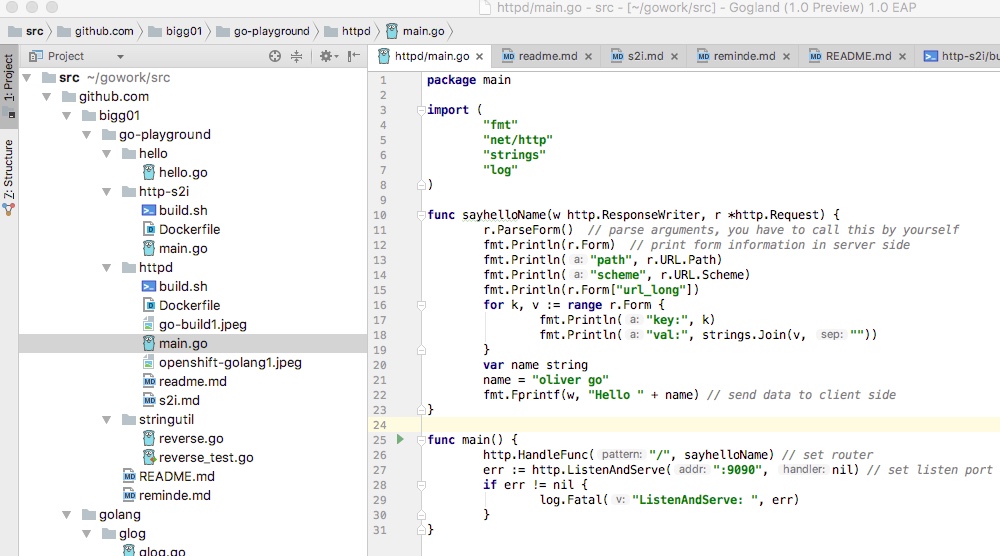 httpd/main.go - src - [~/gowork/src] - Gogland (1.0 Preview) 1.0 EAP
src github.com bigg01 go-playground httpd main.go
1: Project
7: Structure
Project
src ~/gowork/src
github.com
bigg01
go-playground
hello
hello.go
http-s2i
build.sh
Dockerfile
main.go
httpd
build.sh
Dockerfile
go-build1.jpeg
main.go
openshift-golang1.jpeg
readme.md
s2i.md
stringutil
reverse.go
reverse_test.go
README.md
reminde.md
golang
glog
glog.go
httpd/main.go readme.md s2i.md reminde.md README.md http-s2i/bu
1 package main
2
3 import (
4 "fmt"
5 "net/http"
6 "strings"
7 "log"
8 )
9
10 func sayhelloName(w http.ResponseWriter, r *http.Request) {
11 r.ParseForm() // parse arguments, you have to call this by yourself
12 fmt.Println(r.Form) // print form information in server side
13 fmt.Println( a: "path", r.URL.Path)
14 fmt.Println( a: "scheme", r.URL.Scheme)
15 fmt.Println(r.Form["url_long"])
16 for k, v := range r.Form {
17 fmt.Println( a: "key:", k)
18 fmt.Println( a: "val:", strings.Join(v, sep: ""))
19 }
20 var name string
21 name = "oliver go"
22 fmt.Fprintf(w, "Hello " + name) // send data to client side
23 }
24
25 func main() {
26 http.HandleFunc( pattern: "/", sayhelloName) // set router
27 err := http.ListenAndServe( addr: ":9090", handler: nil) // set listen port
28 if err != nil {
29 log.Fatal( v: "ListenAndServe: ", err)
30 }
31 }